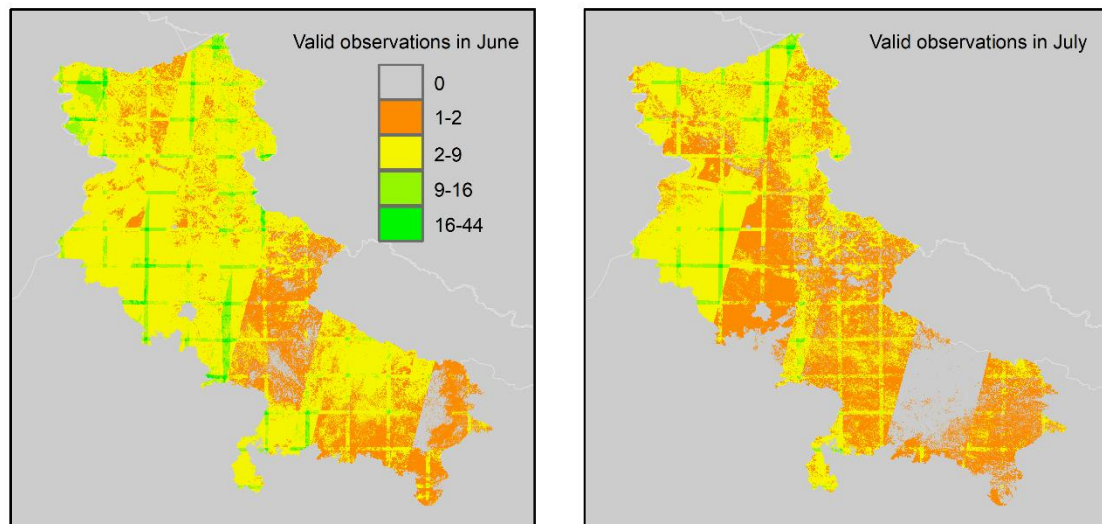 Valid observations in June
0
1-2
2-9
9-16
16-44
Valid observations in July